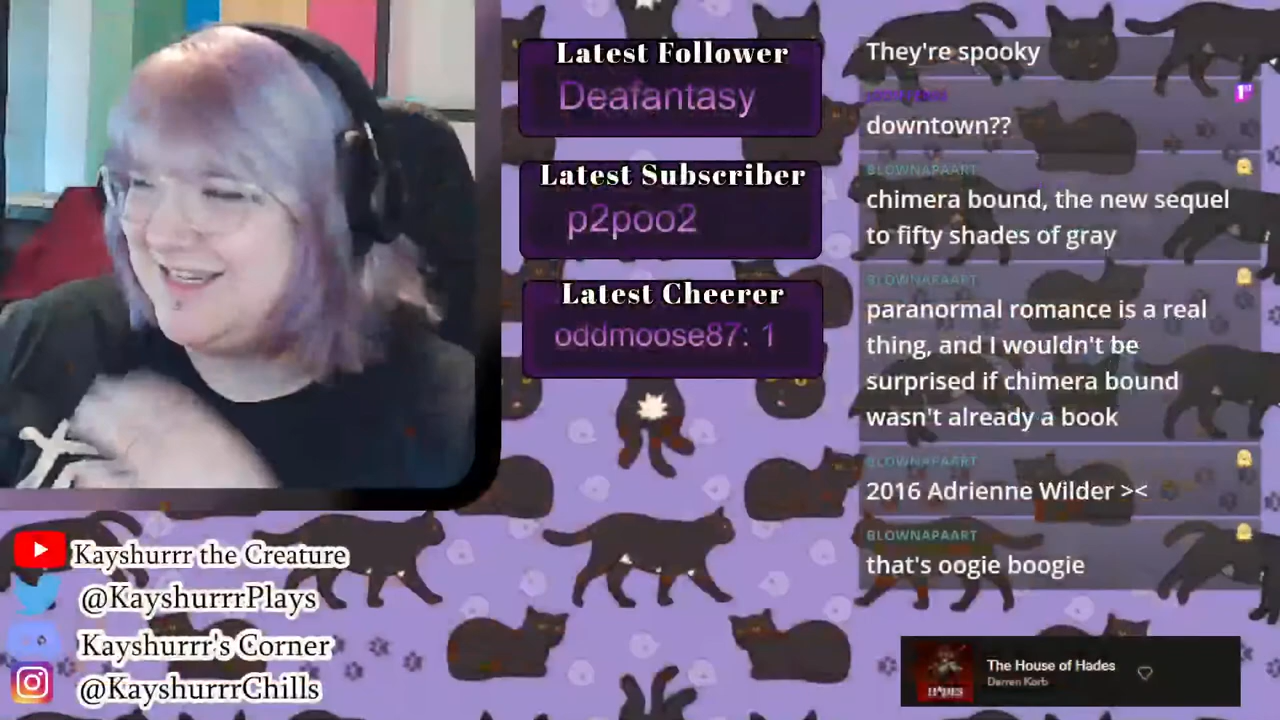 Latest Follower
Deafantasy
Latest Subscriber
p2poo2
Latest Cheerer
oddmoose87: 1
They're spooky
downtown??
BLOWNAPAART
chimera bound, the new sequel
to fifty shades of gray
BLOWNAPAART
paranormal romance is a real
thing, and I wouldn't be
surprised if chimera bound
wasn't already a book
BLOWNAPAART
2016 Adrienne Wilder ><
BLOWNAPAART
that's oogie boogie
Kayshurrr the Creature
@KayshurrrPlays
Kayshurrr's Corner
@KayshurrrChills
The House of Hades
Darren Korb
HADES